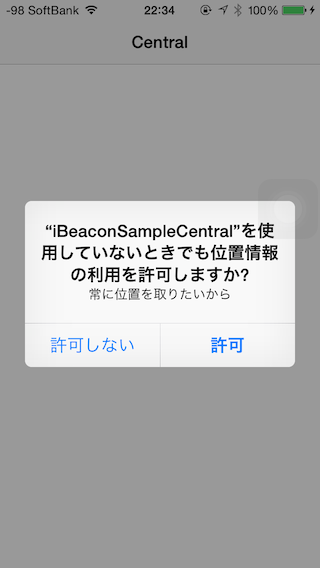 -98 SoftBank 22:34 100%
Central
“iBeaconSampleCentral”を使
用していないときでも位置情報
の利用を許可しますか?
常に位置を取りたいから
許可しない 許可